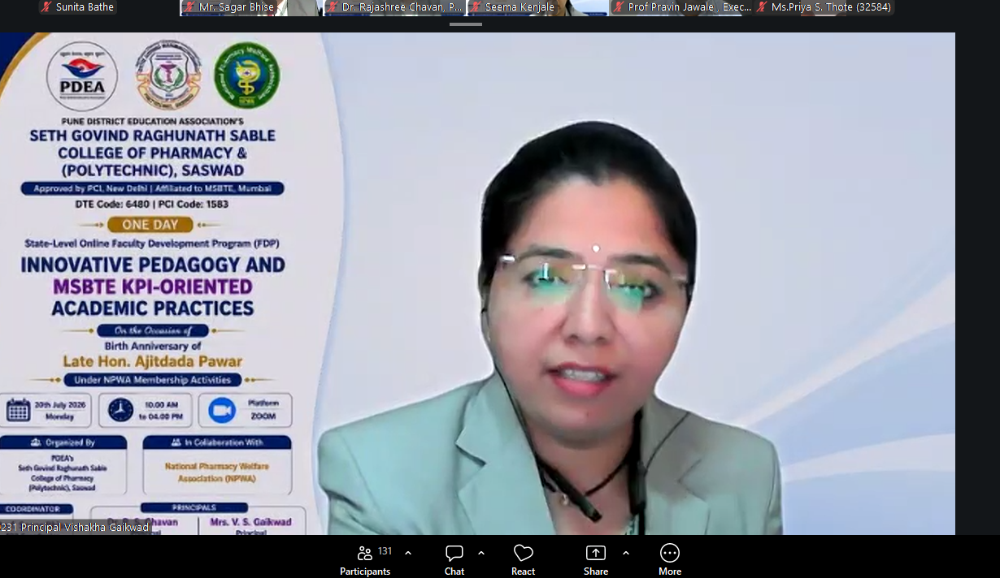 Sunita Bathe
Mr. Sagar Bhise
Dr. Rajashree Chavan, P...
Seema Kenjale
Prof Pravin Jawale , Exec...
Ms.Priya S. Thote (32584)
PDEA
PUNE DISTRICT EDUCATION ASSOCIATION'S
SETH GOVIND RAGHUNATH SABLE
COLLEGE OF PHARMACY &
(POLYTECHNIC), SASWAD
Approved by PCI, New Delhi | Affiliated to MSBTE, Mumbai
DTE Code: 6480 | PCI Code: 1583
ONE DAY
State-Level Online Faculty Development Program (FDP)
INNOVATIVE PEDAGOGY AND
MSBTE KPI-ORIENTED
ACADEMIC PRACTICES
On the Occasion of
Birth Anniversary of
Late Hon. Ajitdada Pawar
Under NPWA Membership Activities
20th July 2026
Monday
10.00 AM
to 04.00 PM
Platform
ZOOM
Organized By
PDEA's
Seth Govind Raghunath Sable
College of Pharmacy
(Polytechnic), Saswad
In Collaboration With
National Pharmacy Welfare
Association (NPWA)
COORDINATOR
PRINCIPALS
Chavan
Mrs. V. S. Gaikwad
Principal
231 Principal Vishakha Gaikwad
131
Participants
Chat
React
Share
More